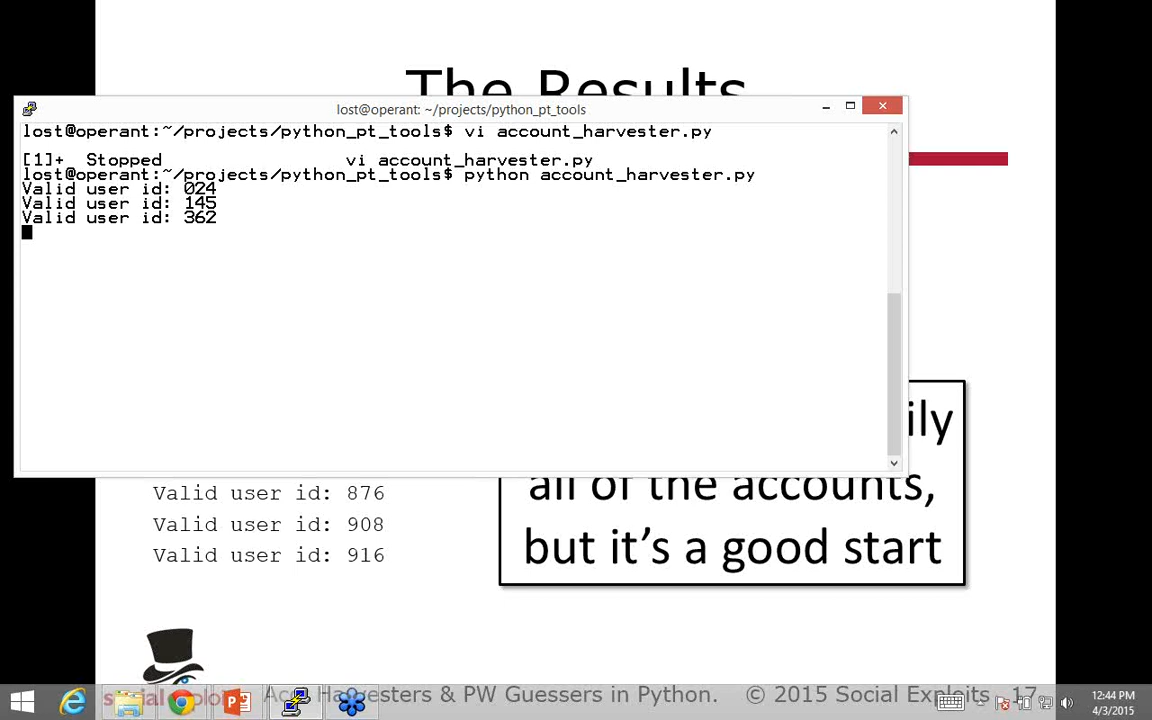 The Results
lost@operant: ~/projects/python_pt_tools
lost@operant:~/projects/python_pt_tools$ vi account_harvester.py
[1]+ Stopped vi account_harvester.py
lost@operant:~/projects/python_pt_tools$ python account_harvester.py
Valid user id: 024
Valid user id: 145
Valid user id: 362
ily
all of the accounts,
but it's a good start
Valid user id: 876
Valid user id: 908
Valid user id: 916
Harvesters & PW Guessers in Python. © 2015 Social Exploits 17
12:44 PM
4/3/2015